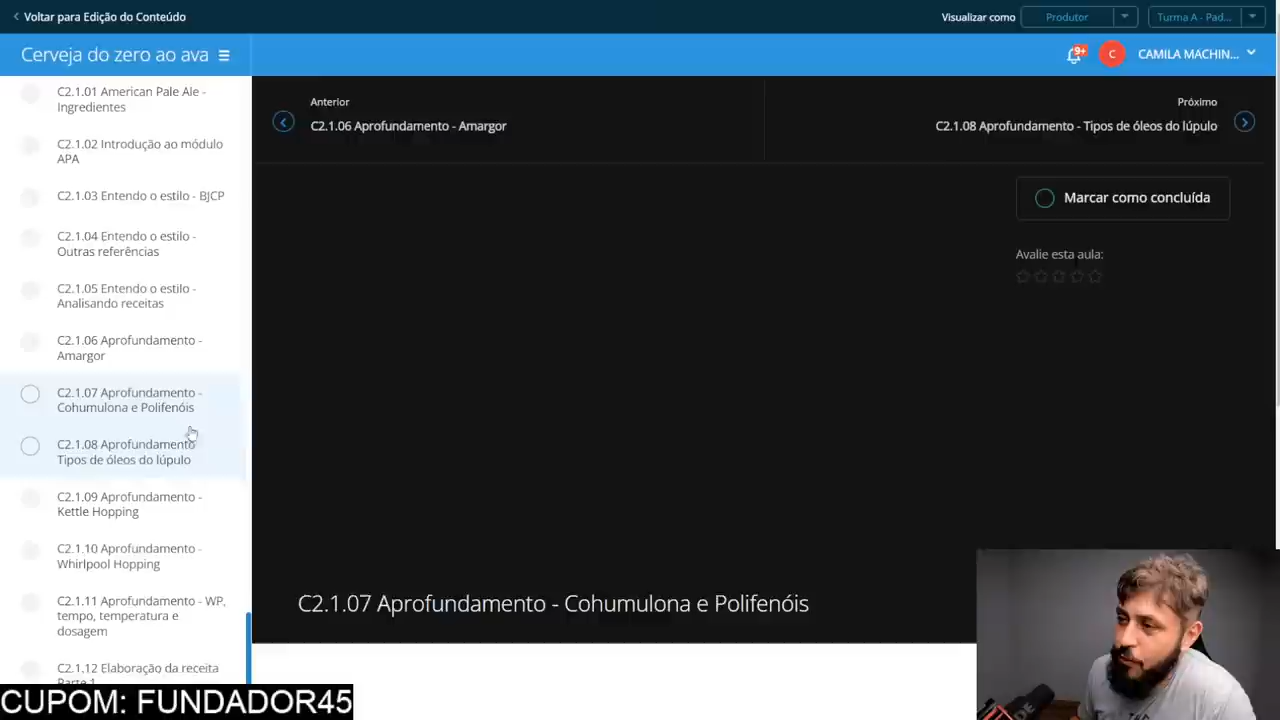 Voltar para Edição do Conteúdo
Visualizar como
Produtor
Turma A - Pad...
Cerveja do zero ao ava
9+
C
CAMILA MACHIN...
C2.1.01 American Pale Ale -
Ingredientes
C2.1.02 Introdução ao módulo
APA
C2.1.03 Entendo o estilo - BJCP
C2.1.04 Entendo o estilo -
Outras referências
C2.1.05 Entendo o estilo -
Analisando receitas
C2.1.06 Aprofundamento -
Amargor
C2.1.07 Aprofundamento -
Cohumulona e Polifenóis
C2.1.08 Aprofundamento
Tipos de óleos do lúpulo
C2.1.09 Aprofundamento -
Kettle Hopping
C2.1.10 Aprofundamento -
Whirlpool Hopping
C2.1.11 Aprofundamento - WP,
tempo, temperatura e
dosagem
C2.1.12 Elaboração da receita
Parte 1
Anterior
C2.1.06 Aprofundamento - Amargor
Próximo
C2.1.08 Aprofundamento - Tipos de óleos do lúpulo
Marcar como concluída
Avalie esta aula:
C2.1.07 Aprofundamento - Cohumulona e Polifenóis
CUPOM: FUNDADOR45